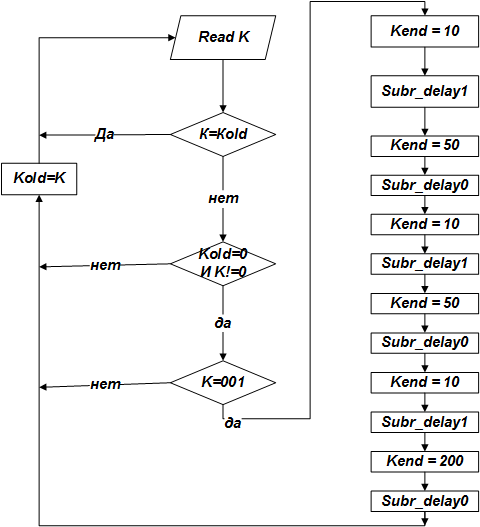 Read K
K=Kold
Да
Kold=K
нет
Kold=0
И K!=0
нет
да
K=001
нет
да
Kend = 10
Subr_delay1
Kend = 50
Subr_delay0
Kend = 10
Subr_delay1
Kend = 50
Subr_delay0
Kend = 10
Subr_delay1
Kend = 200
Subr_delay0